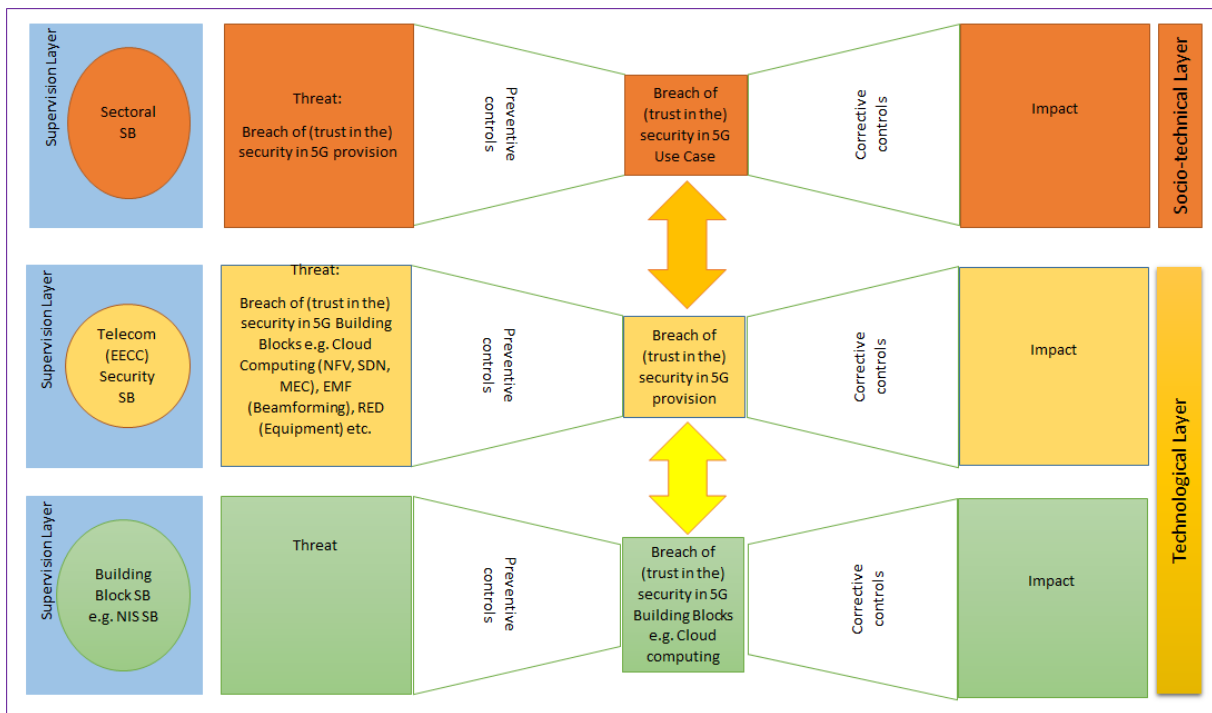 Supervision Layer
Sectoral
SB
Threat:
Breach of (trust in the)
security in 5G provision
Preventive
controls
Breach of
(trust in the)
security in 5G
Use Case
Corrective
controls
Impact
Socio-technical Layer
Supervision Layer
Telecom
(EECC)
Security
SB
Threat:
Breach of (trust in the)
security in 5G Building
Blocks e.g. Cloud
Computing (NFV, SDN,
MEC), EMF
(Beamforming), RED
(Equipment) etc.
Preventive
controls
Breach of
(trust in the)
security in 5G
provision
Corrective
controls
Impact
Technological Layer
Supervision Layer
Building
Block SB
e.g. NIS SB
Threat
Preventive
controls
Breach of
(trust in the)
security in 5G
Building Blocks
e.g. Cloud
computing
Corrective
controls
Impact